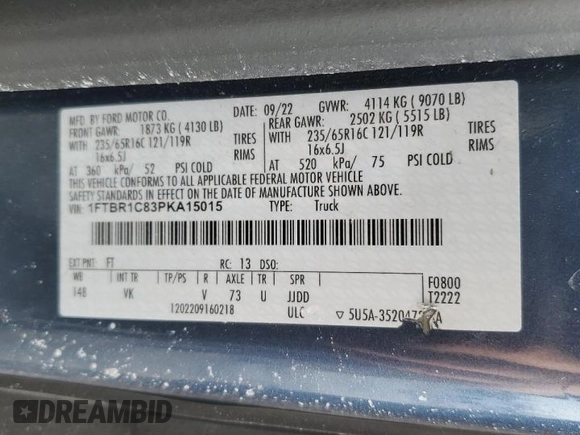 MFD. BY FORD MOTOR CO.
DATE: 09/22 GVWR: 4114 KG ( 9070 LB)
FRONT GAWR: 1873 KG ( 4130 LB) REAR GAWR: 2502 KG ( 5515 LB)
WITH 235/65R16C 121/119R TIRES WITH 235/65R16C 121/119R TIRES
16x6.5J RIMS 16x6.5J RIMS
AT 360 kPa/ 52 PSI COLD AT 520 kPa/ 75 PSI COLD
THIS VEHICLE CONFORMS TO ALL APPLICABLE FEDERAL MOTOR VEHICLE
SAFETY STANDARDS IN EFFECT ON THE DATE OF MANUFACTURE SHOWN ABOVE.
VIN: 1FTBR1C83PKA15015 TYPE: Truck
EXT PNT: FT RC: 13 DSO:
WB INT TR TP/PS R AXLE TR SPR F0800
148 VK V 73 U JJDD T2222
1202209160218 ULC ▽ 5U5A-35204
DREAMBID